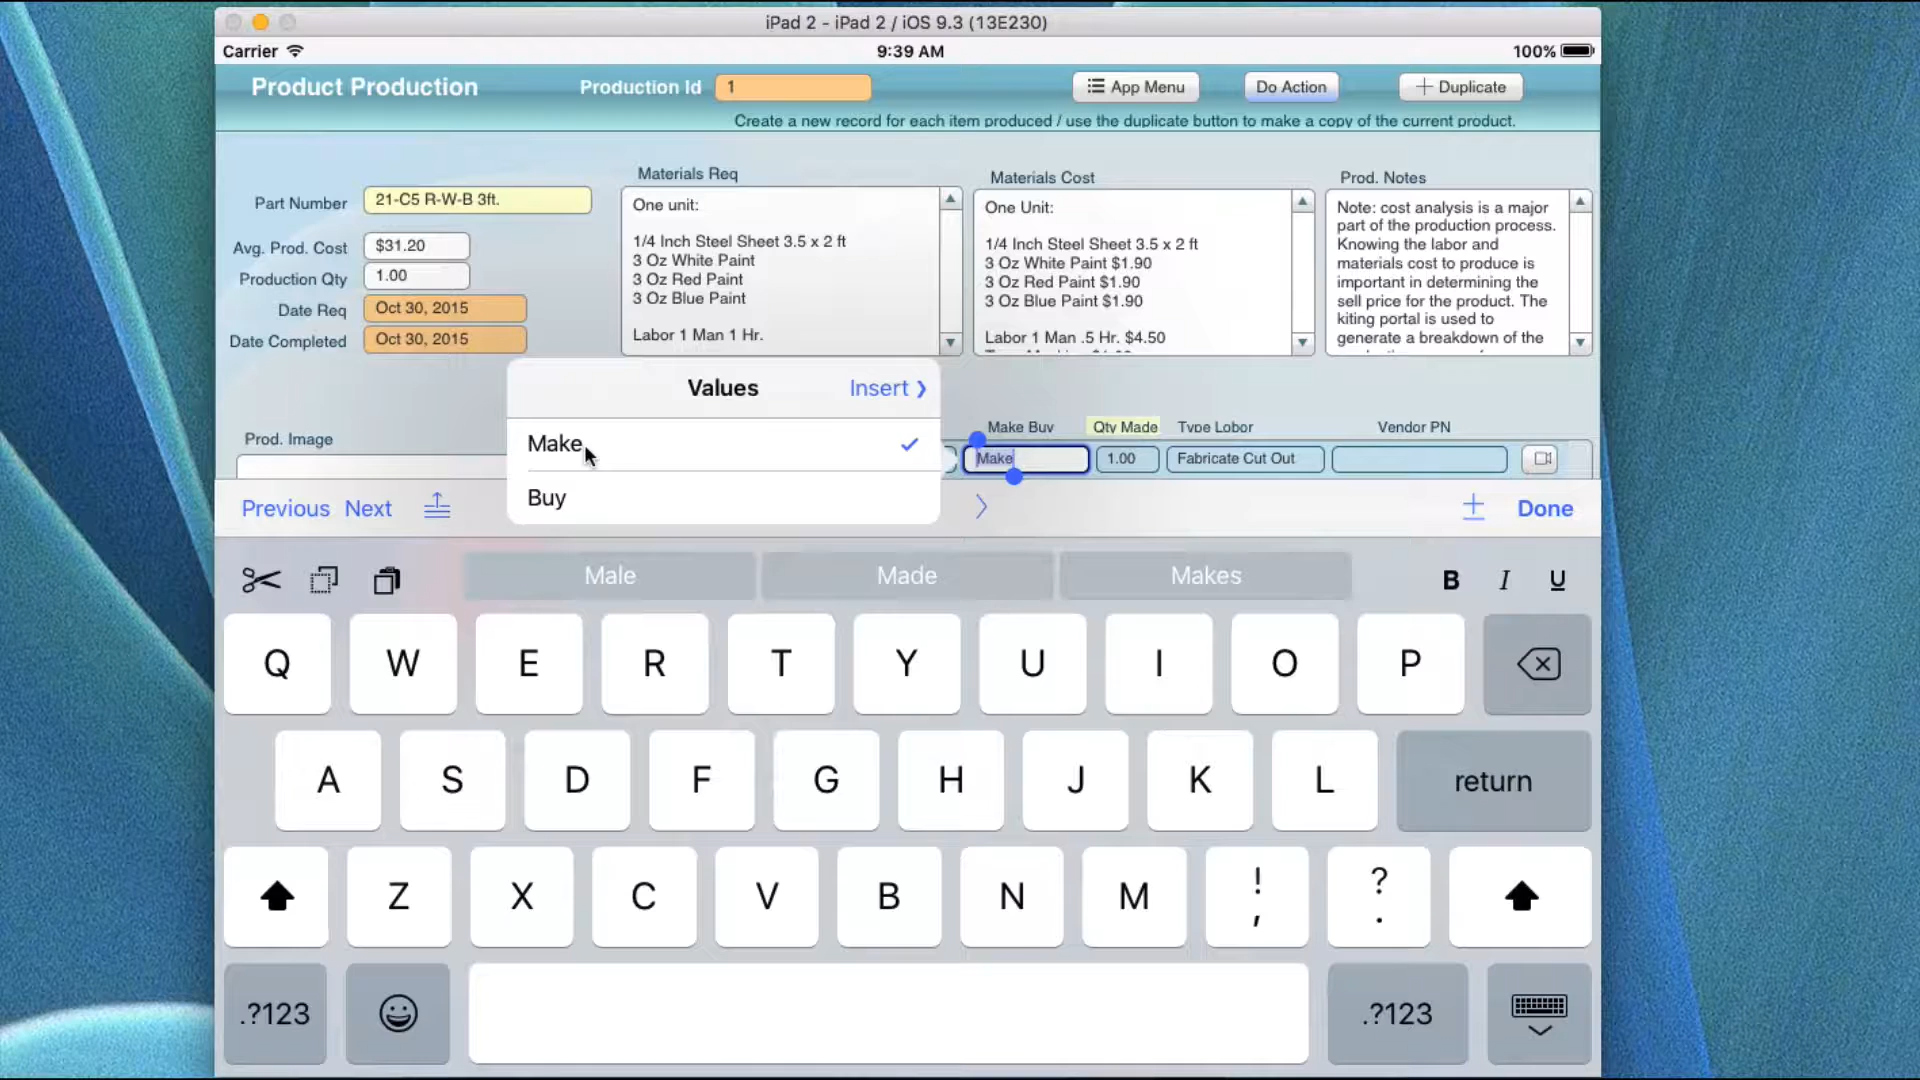 iPad 2 - iPad 2 / iOS 9.3 (13E230)
Carrier
9:39 AM
100%
Product Production
Production Id
1
App Menu
Do Action
Duplicate
Create a new record for each item produced / use the duplicate button to make a copy of the current product.
Part Number
21-C5 R-W-B 3ft.
Avg. Prod. Cost
$31.20
Production Qty
1.00
Date Req
Oct 30, 2015
Date Completed
Oct 30, 2015
Materials Req
One unit:
1/4 Inch Steel Sheet 3.5 x 2 ft
3 Oz White Paint
3 Oz Red Paint
3 Oz Blue Paint
Labor 1 Man 1 Hr.
Materials Cost
One Unit:
1/4 Inch Steel Sheet 3.5 x 2 ft
3 Oz White Paint $1.90
3 Oz Red Paint $1.90
3 Oz Blue Paint $1.90
Labor 1 Man .5 Hr. $4.50
Prod. Notes
Note: cost analysis is a major
part of the production process.
Knowing the labor and
materials cost to produce is
important in determining the
sell price for the product. The
kiting portal is used to
generate a breakdown of the
Prod. Image
Values
Insert
Make
Buy
Make Buy
Qty Made
Type Lobor
Vendor PN
Make
1.00
Fabricate Cut Out
Previous Next
Done
Male
Made
Makes
B I U
Q W E R T Y U I O P
A S D F G H J K L return
Z X C V B N M ! , ? .
.?123
.?123